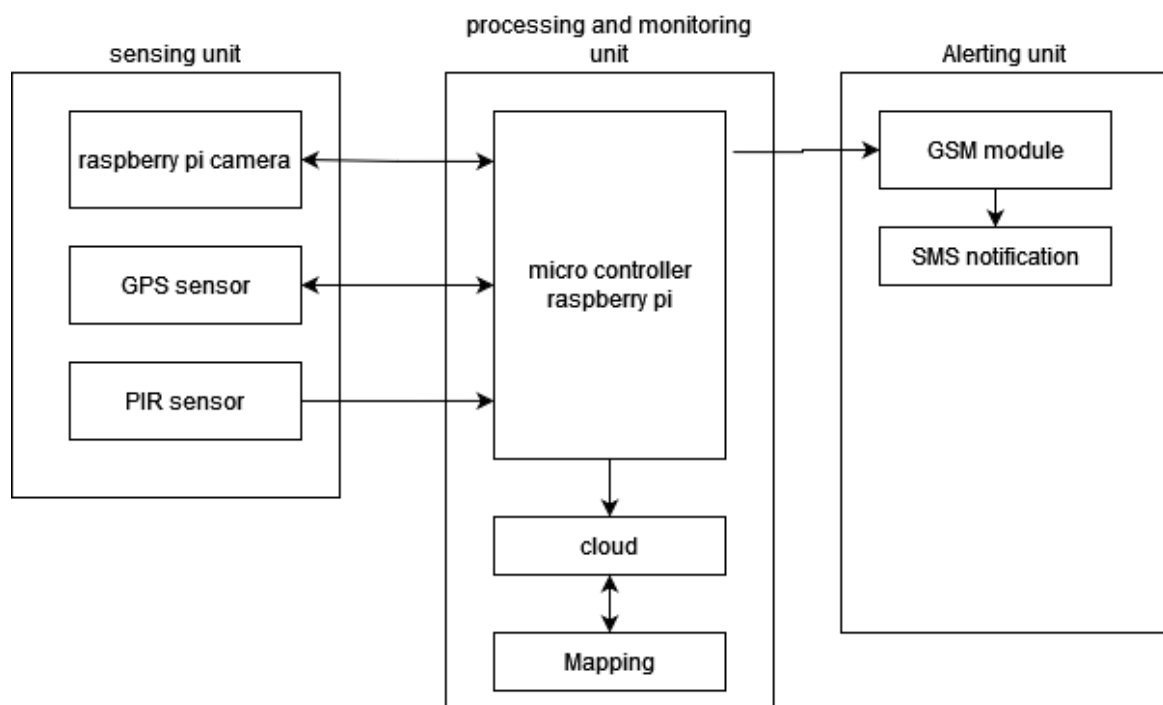 sensing unit
raspberry pi camera
GPS sensor
PIR sensor
processing and monitoring
unit
micro controller
raspberry pi
cloud
Mapping
Alerting unit
GSM module
SMS notification